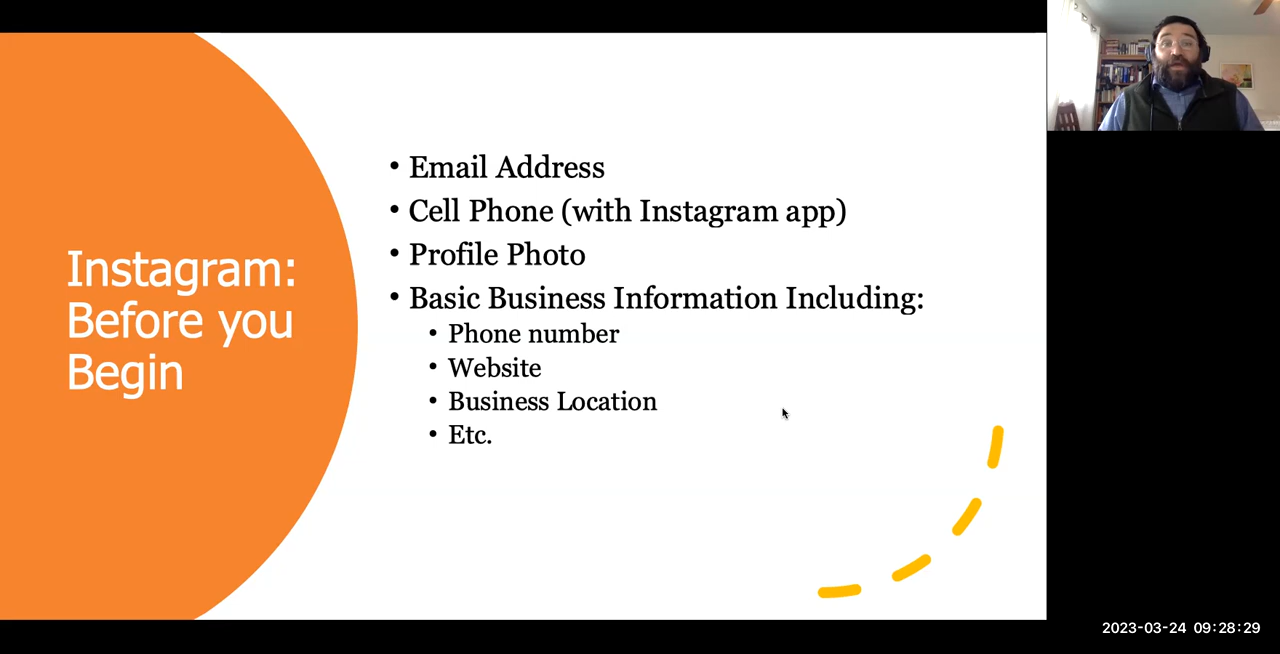 Instagram:
Before you
Begin
• Email Address
• Cell Phone (with Instagram app)
• Profile Photo
• Basic Business Information Including:
• Phone number
• Website
• Business Location
• Etc.
2023-03-24 09:28:29